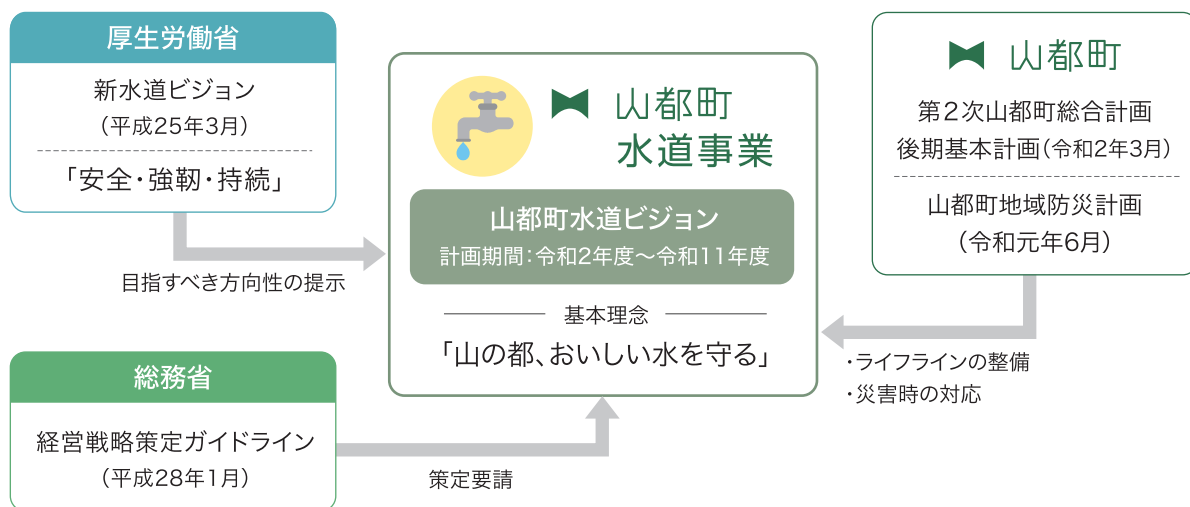 厚生労働省
新水道ビジョン
（平成25年3月）
「安全・強靭・持続」
目指すべき方向性の提示
総務省
経営戦略策定ガイドライン
（平成28年1月）
策定要請
山都町
水道事業
山都町水道ビジョン
計画期間：令和2年度～令和11年度
基本理念
「山の都、おいしい水を守る」
山都町
第2次山都町総合計画
後期基本計画（令和2年3月）
山都町地域防災計画
（令和元年6月）
・ライフラインの整備
・災害時の対応